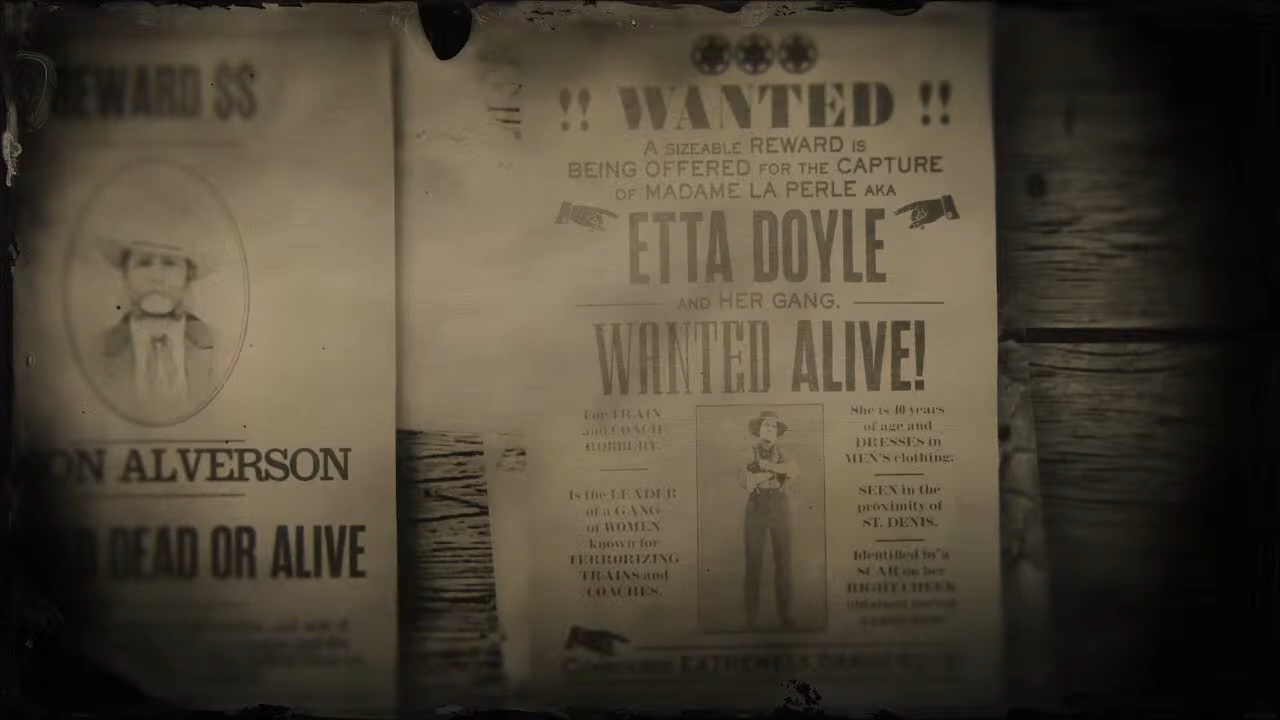 REWARD $$
ON ALVERSON
DEAD OR ALIVE
!! WANTED !!
A SIZEABLE REWARD IS
BEING OFFERED FOR THE CAPTURE
OF MADAME LA PERLE AKA
ETTA DOYLE
AND HER GANG.
WANTED ALIVE!
For TRAIN
and COACH
ROBBERY.
Is the LEADER
of a GANG
of WOMEN
known for
TERRORIZING
TRAINS and
COACHES.
She is 40 years
of age and
DRESSES in
MEN'S clothing.
SEEN in the
proximity of
ST. DENIS.
Identified by a
SCAR on her
RIGHT CHEEK
EXTREMELY DANGEROUS